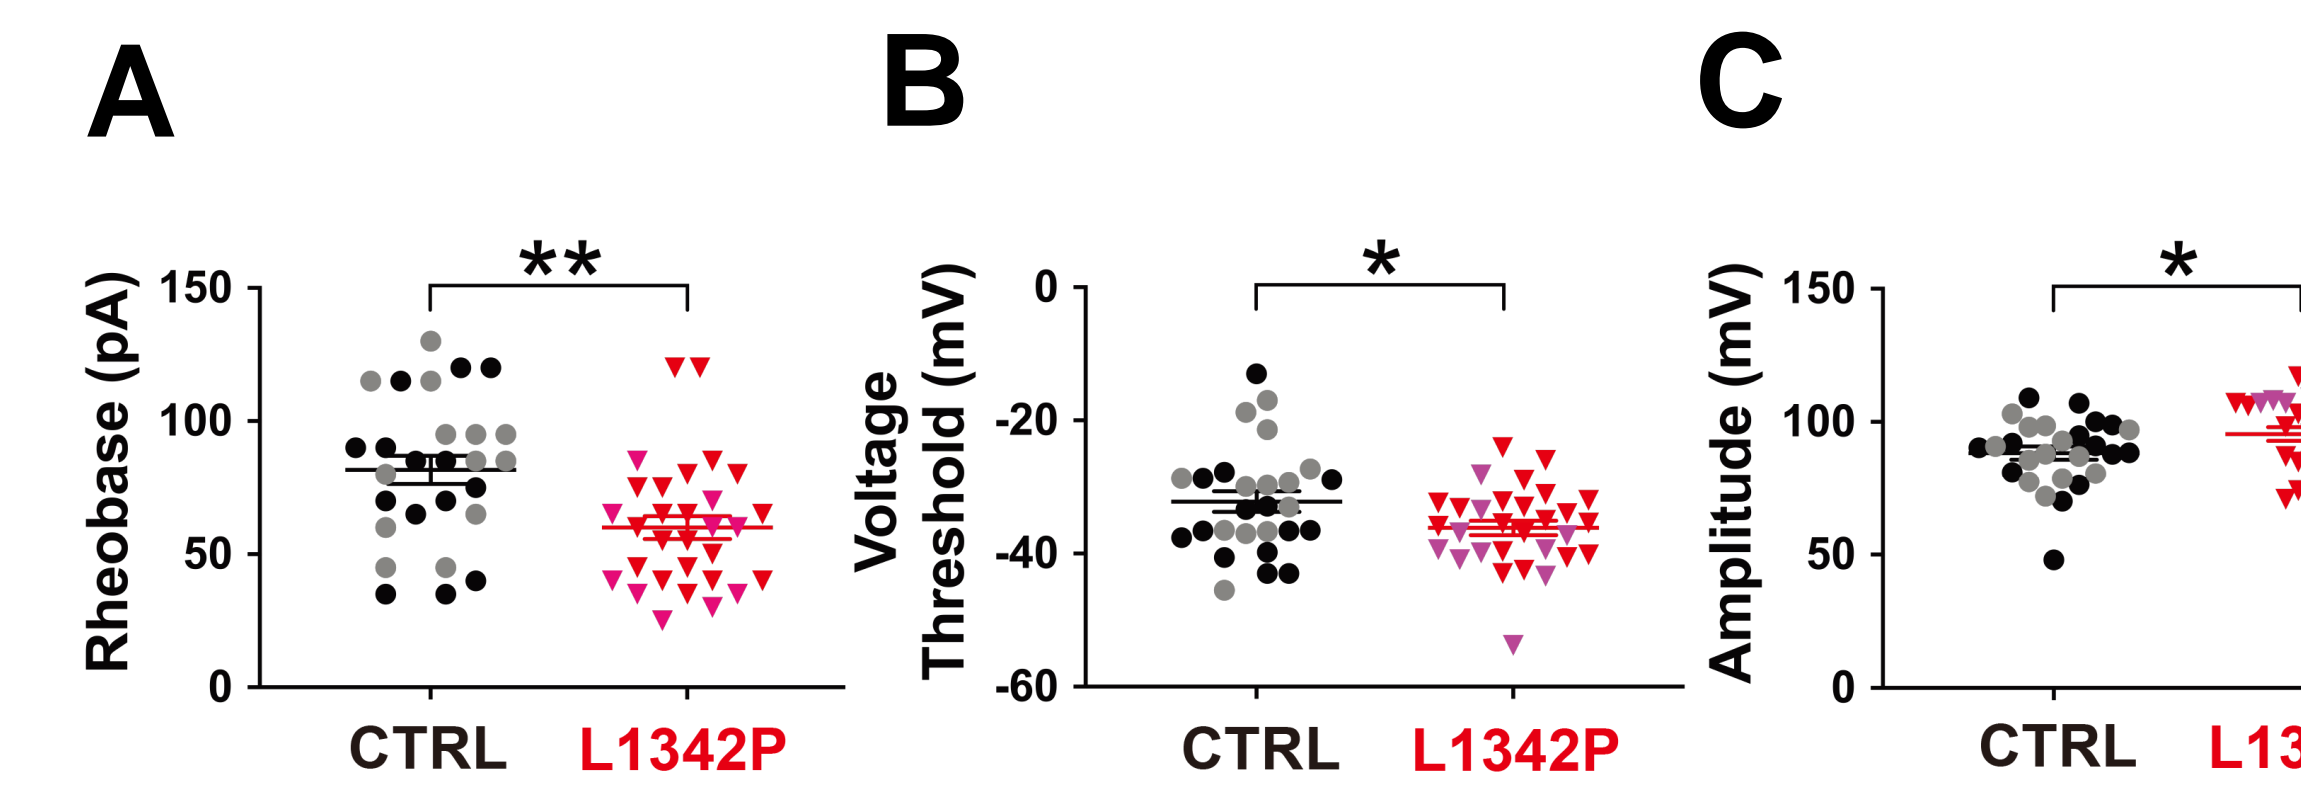 A
B
C
**
*
*
Rheobase (pA)
150
100
50
0
CTRL
L1342P
Voltage
Threshold (mV)
0
-20
-40
-60
CTRL
L1342P
Amplitude (mV)
150
100
50
0
CTRL
L13